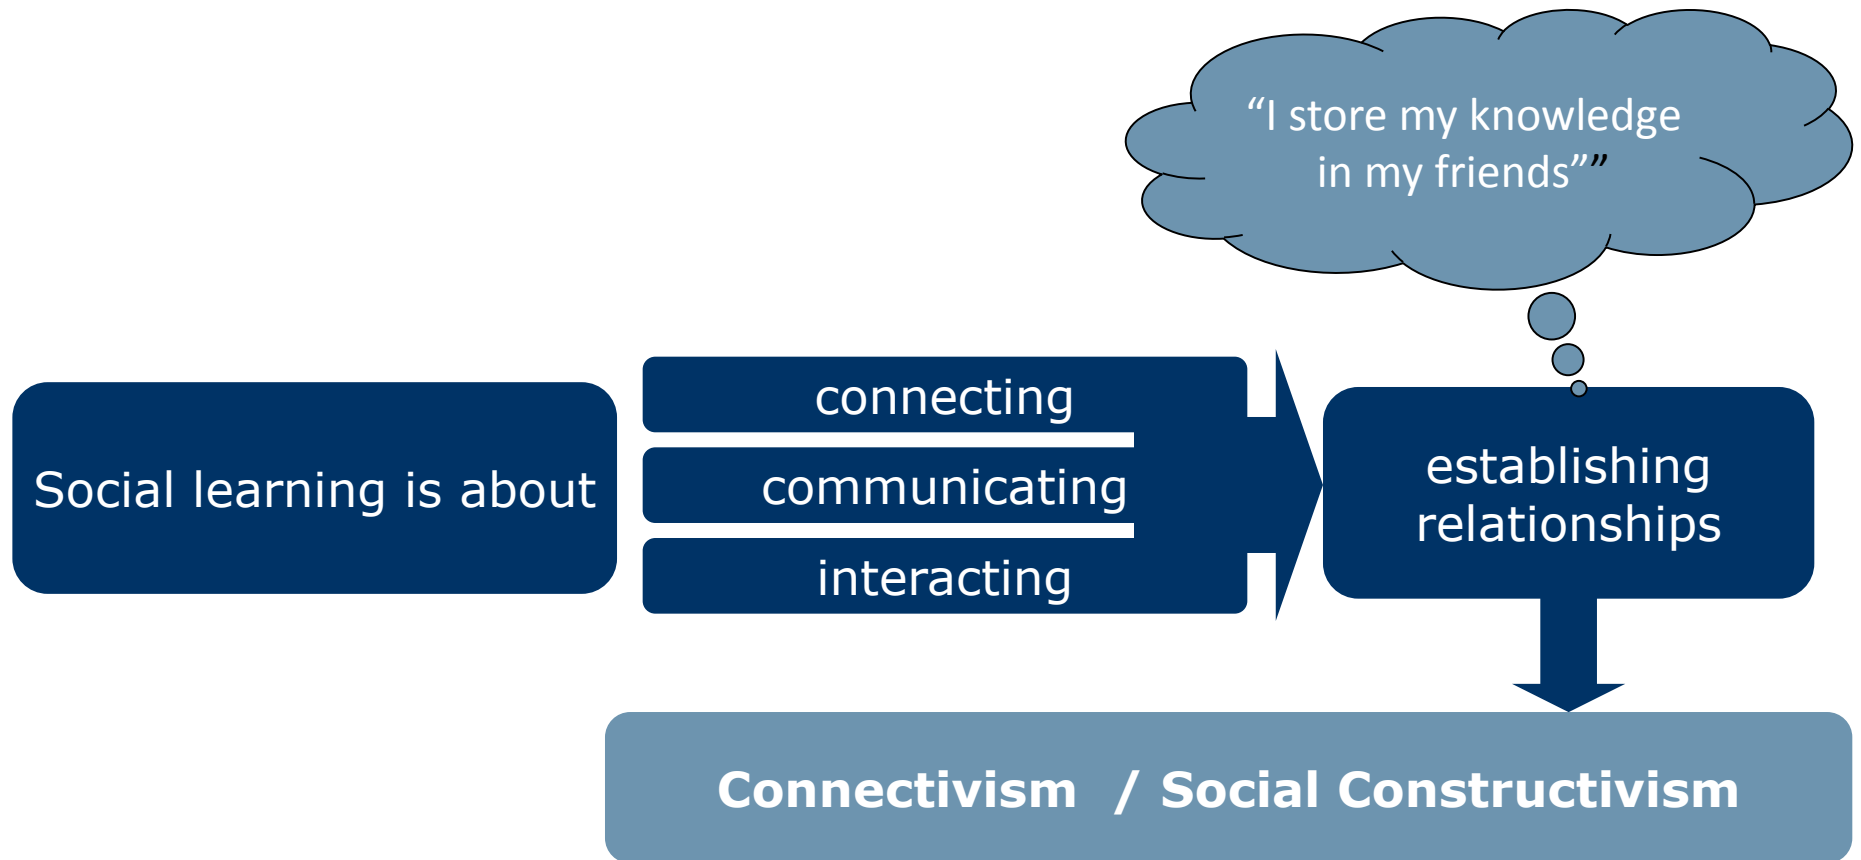 “I store my knowledge
in my friends””
Social learning is about
connecting
communicating
interacting
establishing
relationships
Connectivism / Social Constructivism